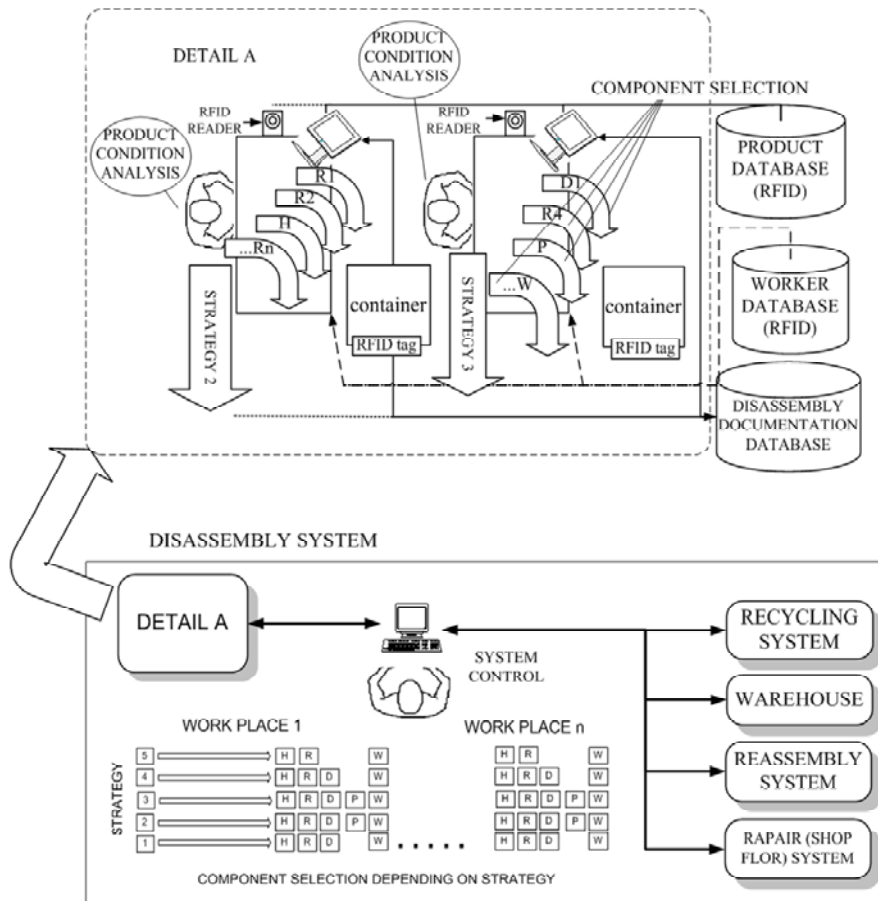 DETAIL A
PRODUCT
CONDITION
ANALYSIS
COMPONENT SELECTION
RFID
READER
RFID
READER
PRODUCT
CONDITION
ANALYSIS
PRODUCT
DATABASE
(RFID)
R1
R2
H
...Rn
D1
R4
P
...W
STRATEGY 2
STRATEGY 3
container
RFID tag
container
RFID tag
WORKER
DATABASE
(RFID)
DISASSEMBLY
DOCUMENTATION
DATABASE
DISASSEMBLY SYSTEM
DETAIL A
SYSTEM
CONTROL
RECYCLING
SYSTEM
WAREHOUSE
REASSEMBLY
SYSTEM
RAPAIR (SHOP
FLOR) SYSTEM
WORK PLACE 1
WORK PLACE n
STRATEGY
5 H R W H R W
4 H R D W H R D W
3 H R D P W H R D P W
2 H R D P W H R D P W
1 H R D W . . . . . H R D W
COMPONENT SELECTION DEPENDING ON STRATEGY